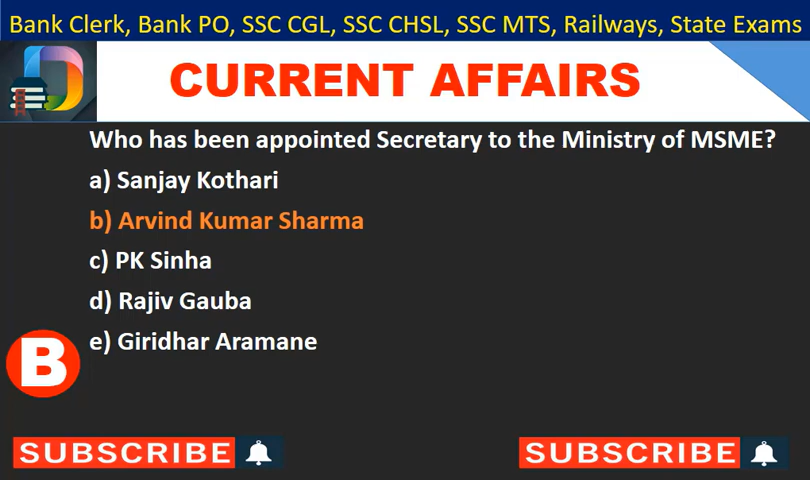 Bank Clerk, Bank PO, SSC CGL, SSC CHSL, SSC MTS, Railways, State Exams
CURRENT AFFAIRS
Who has been appointed Secretary to the Ministry of MSME?
a) Sanjay Kothari
b) Arvind Kumar Sharma
c) PK Sinha
d) Rajiv Gauba
e) Giridhar Aramane
B
SUBSCRIBE
SUBSCRIBE